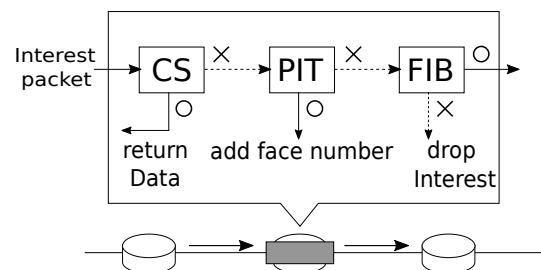 Interest
packet
CS
PIT
FIB
return
Data
add face number
drop
Interest